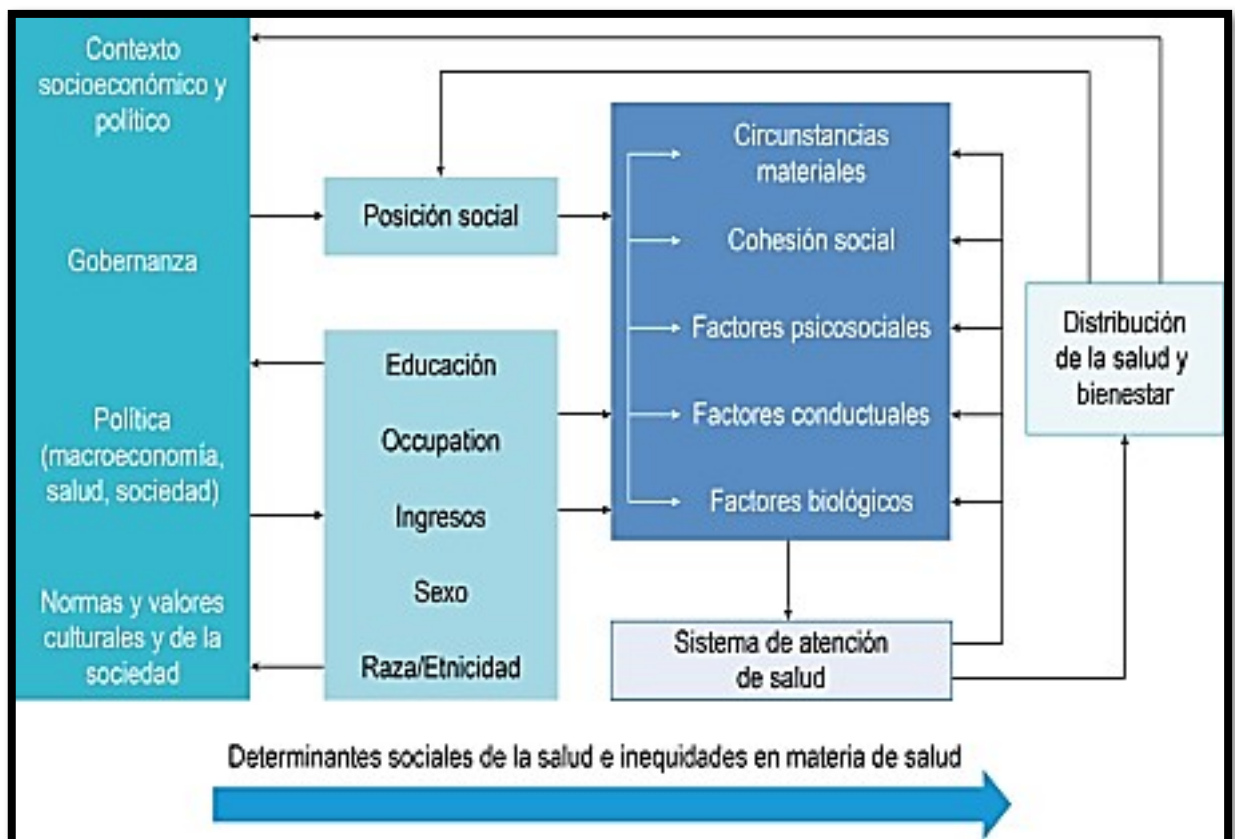 Contexto
socioeconómico y
político
Gobernanza
Política
(macroeconomía,
salud, sociedad)
Normas y valores
culturales y de la
sociedad
Posición social
Educación
Occupation
Ingresos
Sexo
Raza/Etnicidad
Circunstancias
materiales
Cohesión social
Factores psicosociales
Factores conductuales
Factores biológicos
Sistema de atención
de salud
Distribución
de la salud y
bienestar
Determinantes sociales de la salud e inequidades en materia de salud